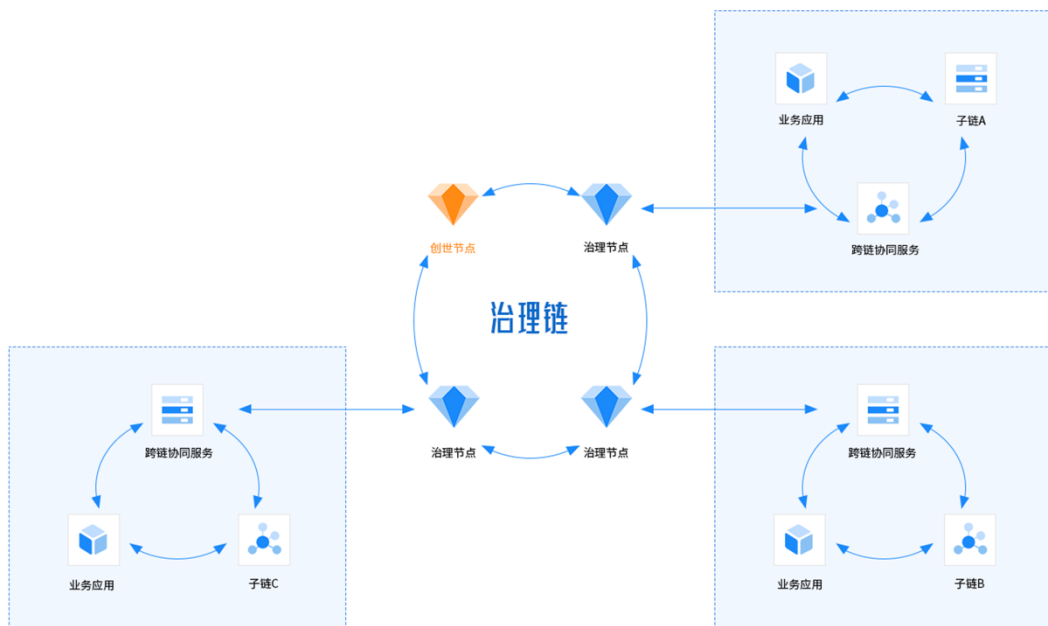 业务应用
子链A
跨链协同服务
创世节点
治理节点
治理链
治理节点
治理节点
跨链协同服务
业务应用
子链C
跨链协同服务
业务应用
子链B